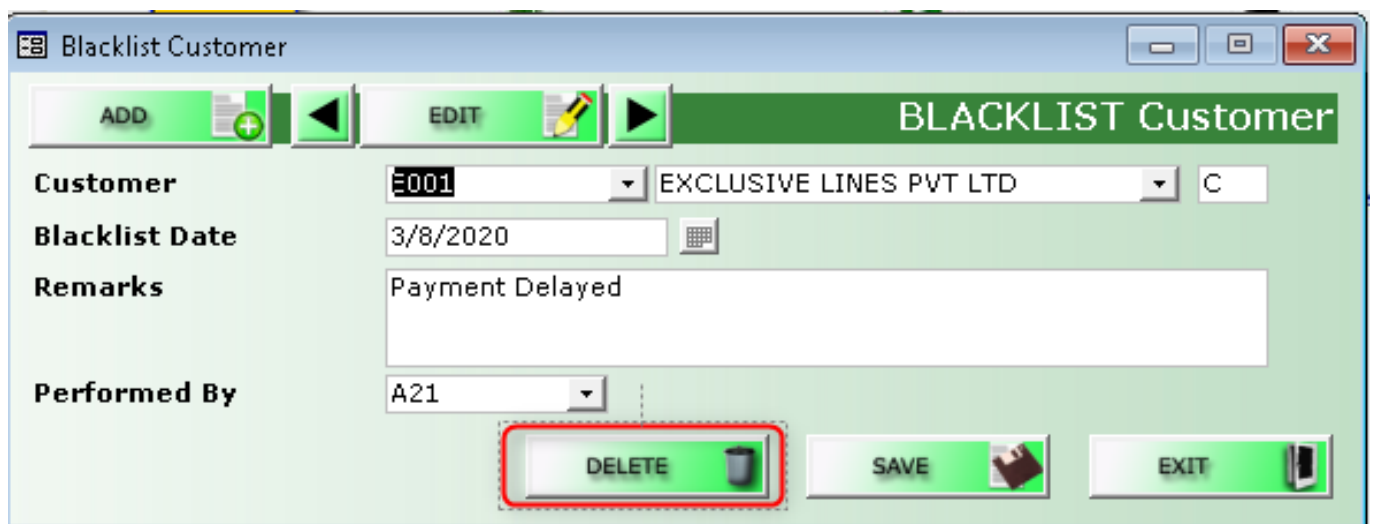 Blacklist Customer
ADD EDIT BLACKLIST Customer
Customer E001 EXCLUSIVE LINES PVT LTD C
Blacklist Date 3/8/2020
Remarks Payment Delayed
Performed By A21
DELETE SAVE EXIT